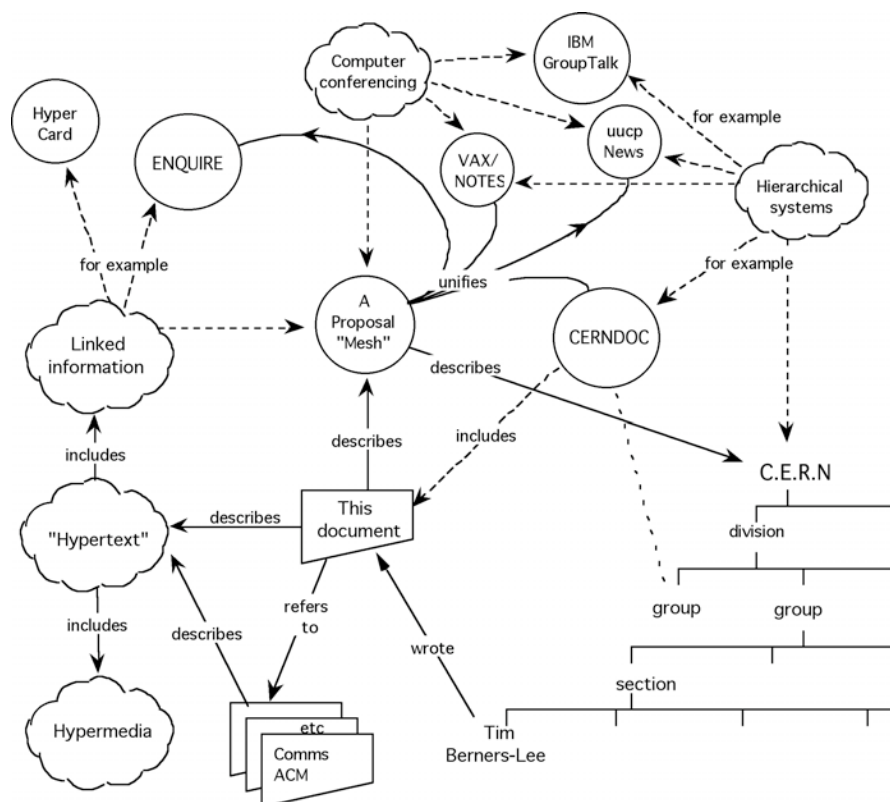 IBM
GroupTalk
Computer
conferencing
Hyper
Card
for example
uucp
News
ENQUIRE
VAX/
NOTES
Hierarchical
systems
for example
for example
unifies
A
Proposal
"Mesh"
Linked
information
CERNDOC
describes
includes
describes
includes
C.E.R.N
This
document
describes
"Hypertext"
division
refers
to
group
group
includes
describes
wrote
section
Hypermedia
etc
Comms
ACM
Tim
Berners-Lee